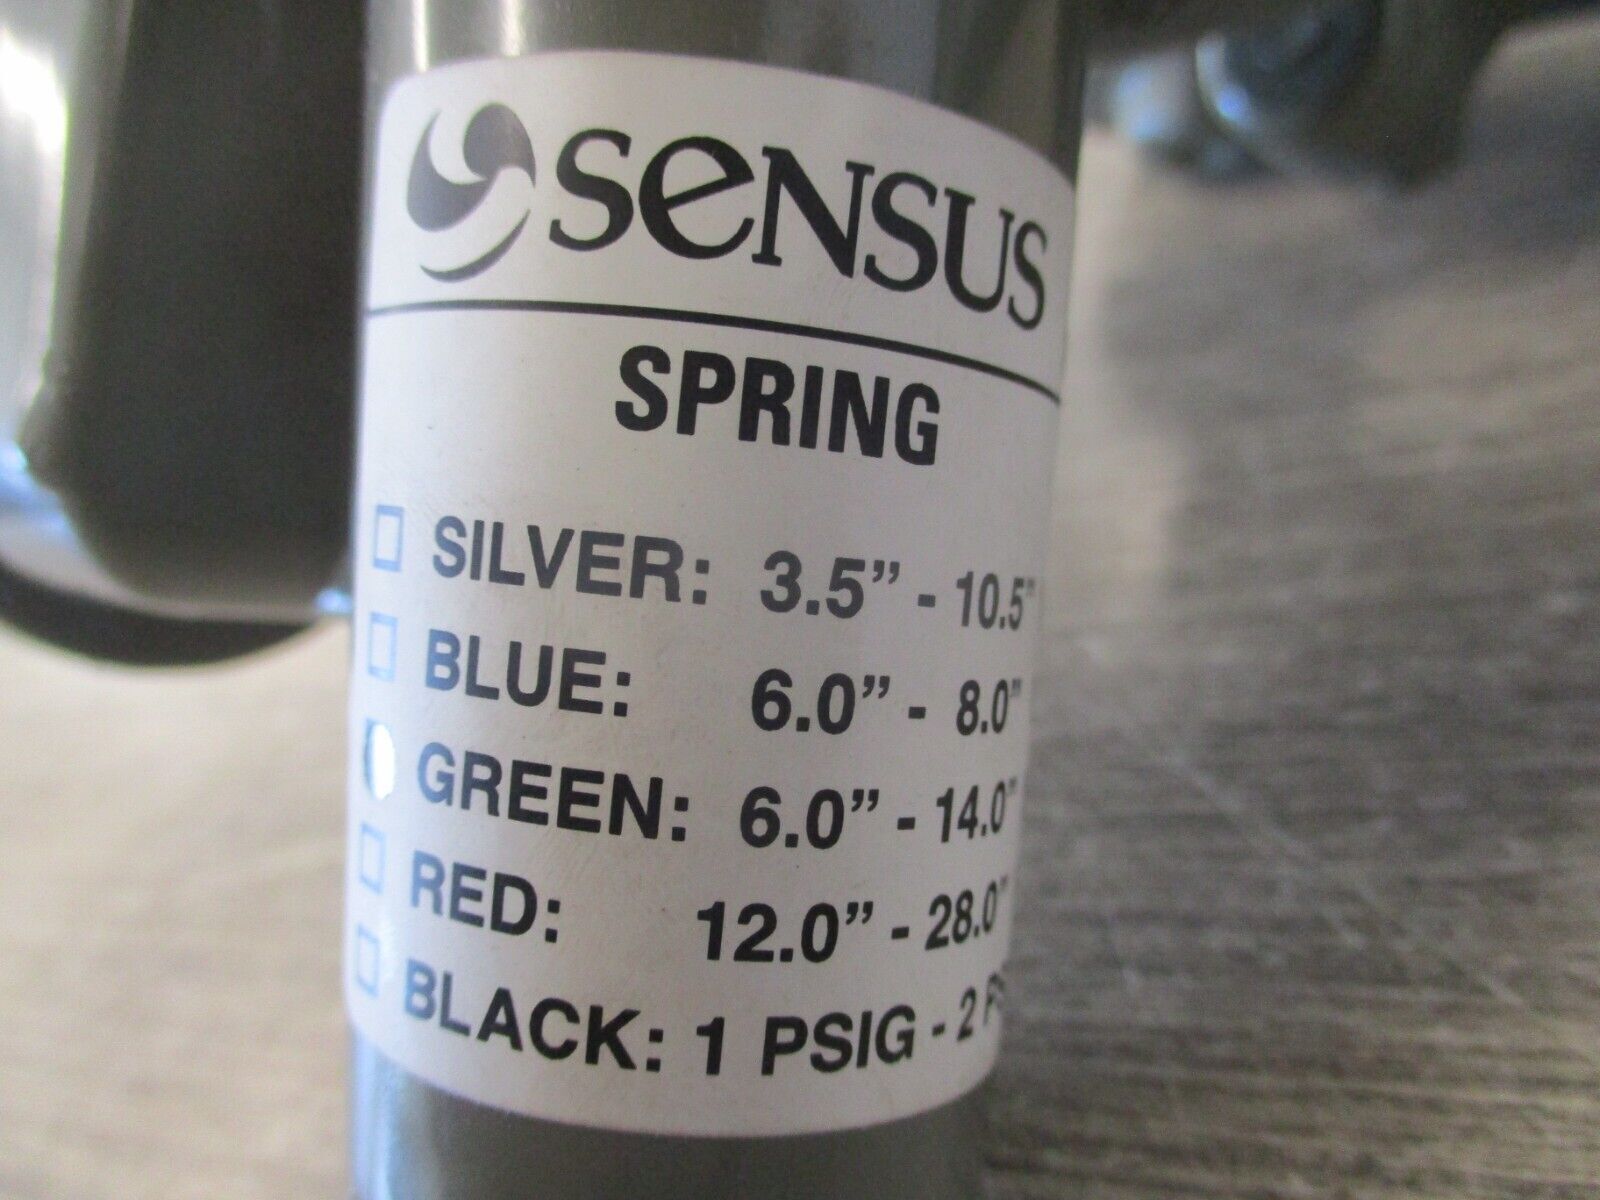 SeNSUS
SPRING
SILVER: 3.5” - 10.5”
BLUE: 6.0” - 8.0”
GREEN: 6.0” - 14.0”
RED: 12.0” - 28.0”
BLACK: 1 PSIG - 2